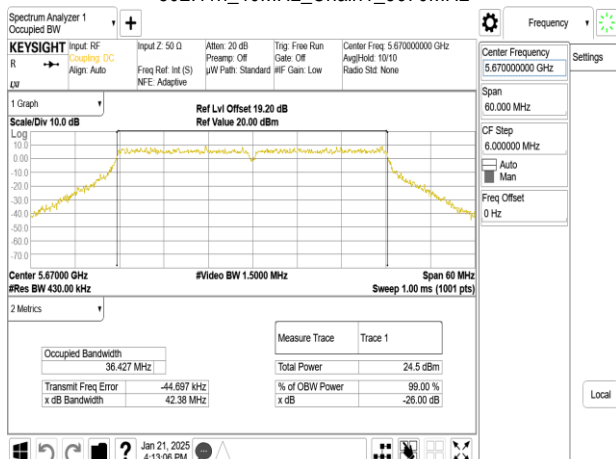 Spectrum Analyzer 1
Occupied BW
KEYSIGHT
R
Input: RF
Coupling: DC
Align: Auto
Input Z: 50 Ω
Freq Ref: Int (S)
NFE: Adaptive
Atten: 20 dB
Preamp: Off
µW Path: Standard
Trig: Free Run
Gate: Off
#IF Gain: Low
Center Freq: 5.670000000 GHz
Avg|Hold: 10/10
Radio Std: None
1 Graph
Scale/Div 10.0 dB
Ref Lvl Offset 19.20 dB
Ref Value 20.00 dBm
Log
10.0
0.00
-10.0
-20.0
-30.0
-40.0
-50.0
-60.0
-70.0
Center 5.67000 GHz
#Res BW 430.00 kHz
#Video BW 1.5000 MHz
Span 60 MHz
Sweep 1.00 ms (1001 pts)
2 Metrics
Occupied Bandwidth
36.427 MHz
Transmit Freq Error -44.697 kHz
x dB Bandwidth 42.38 MHz
Measure Trace Trace 1
Total Power 24.5 dBm
% of OBW Power 99.00 %
x dB -26.00 dB
Jan 21, 2025
4:13:06 PM
Frequency
Center Frequency
5.670000000 GHz
Span
60.000 MHz
CF Step
6.000000 MHz
Auto
Man
Freq Offset
0 Hz
Settings
Local